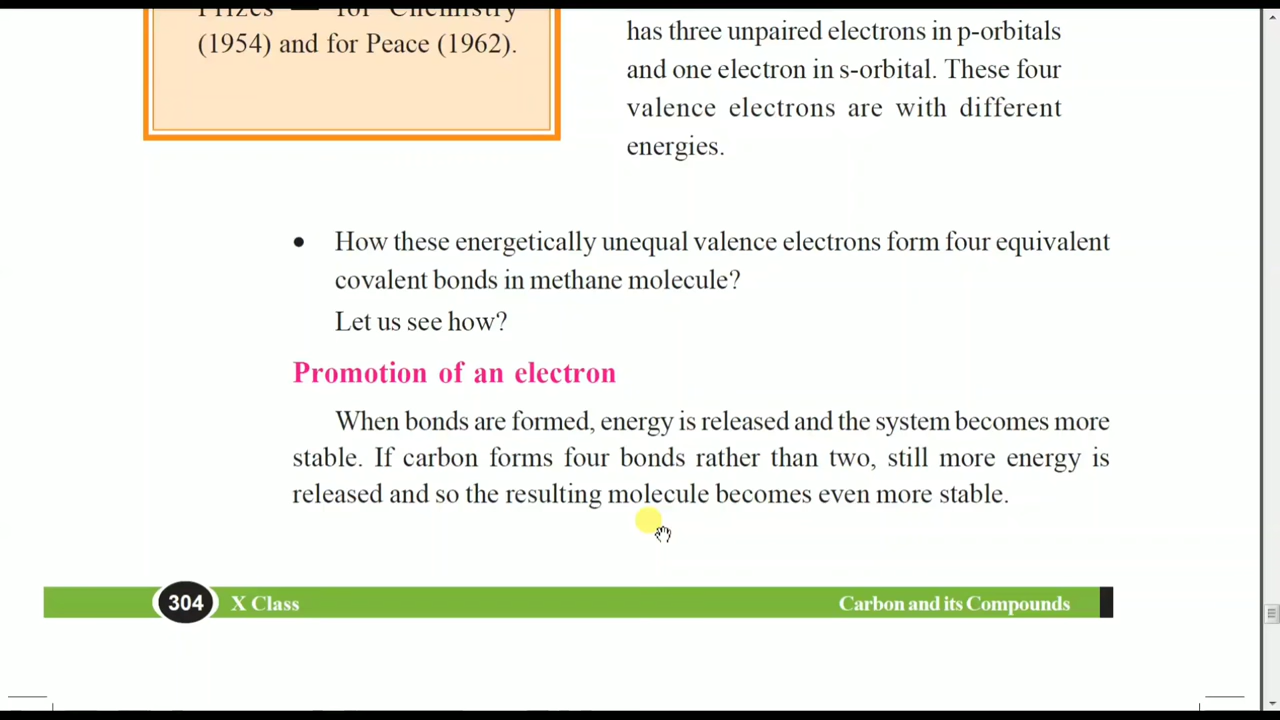 Prizes — for Chemistry
(1954) and for Peace (1962).
has three unpaired electrons in p-orbitals
and one electron in s-orbital. These four
valence electrons are with different
energies.
• How these energetically unequal valence electrons form four equivalent
covalent bonds in methane molecule?
Let us see how?
Promotion of an electron
When bonds are formed, energy is released and the system becomes more
stable. If carbon forms four bonds rather than two, still more energy is
released and so the resulting molecule becomes even more stable.
304 X Class
Carbon and its Compounds